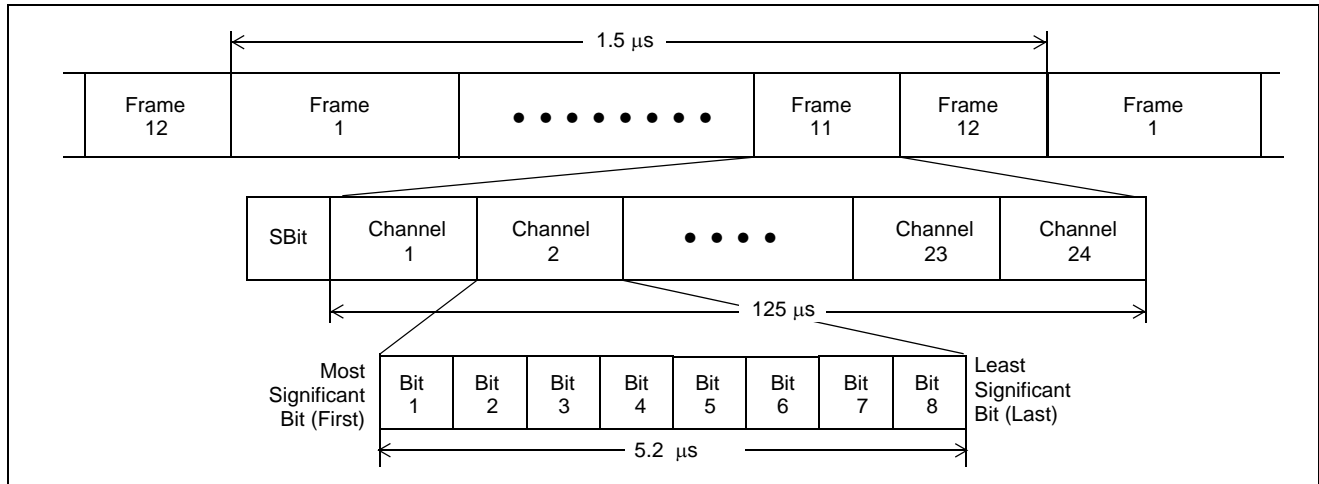 1.5 μs
Frame 12
Frame 1
Frame 11
Frame 12
Frame 1
SBit
Channel 1
Channel 2
Channel 23
Channel 24
125 μs
Most Significant Bit (First)
Bit 1
Bit 2
Bit 3
Bit 4
Bit 5
Bit 6
Bit 7
Bit 8
Least Significant Bit (Last)
5.2 μs